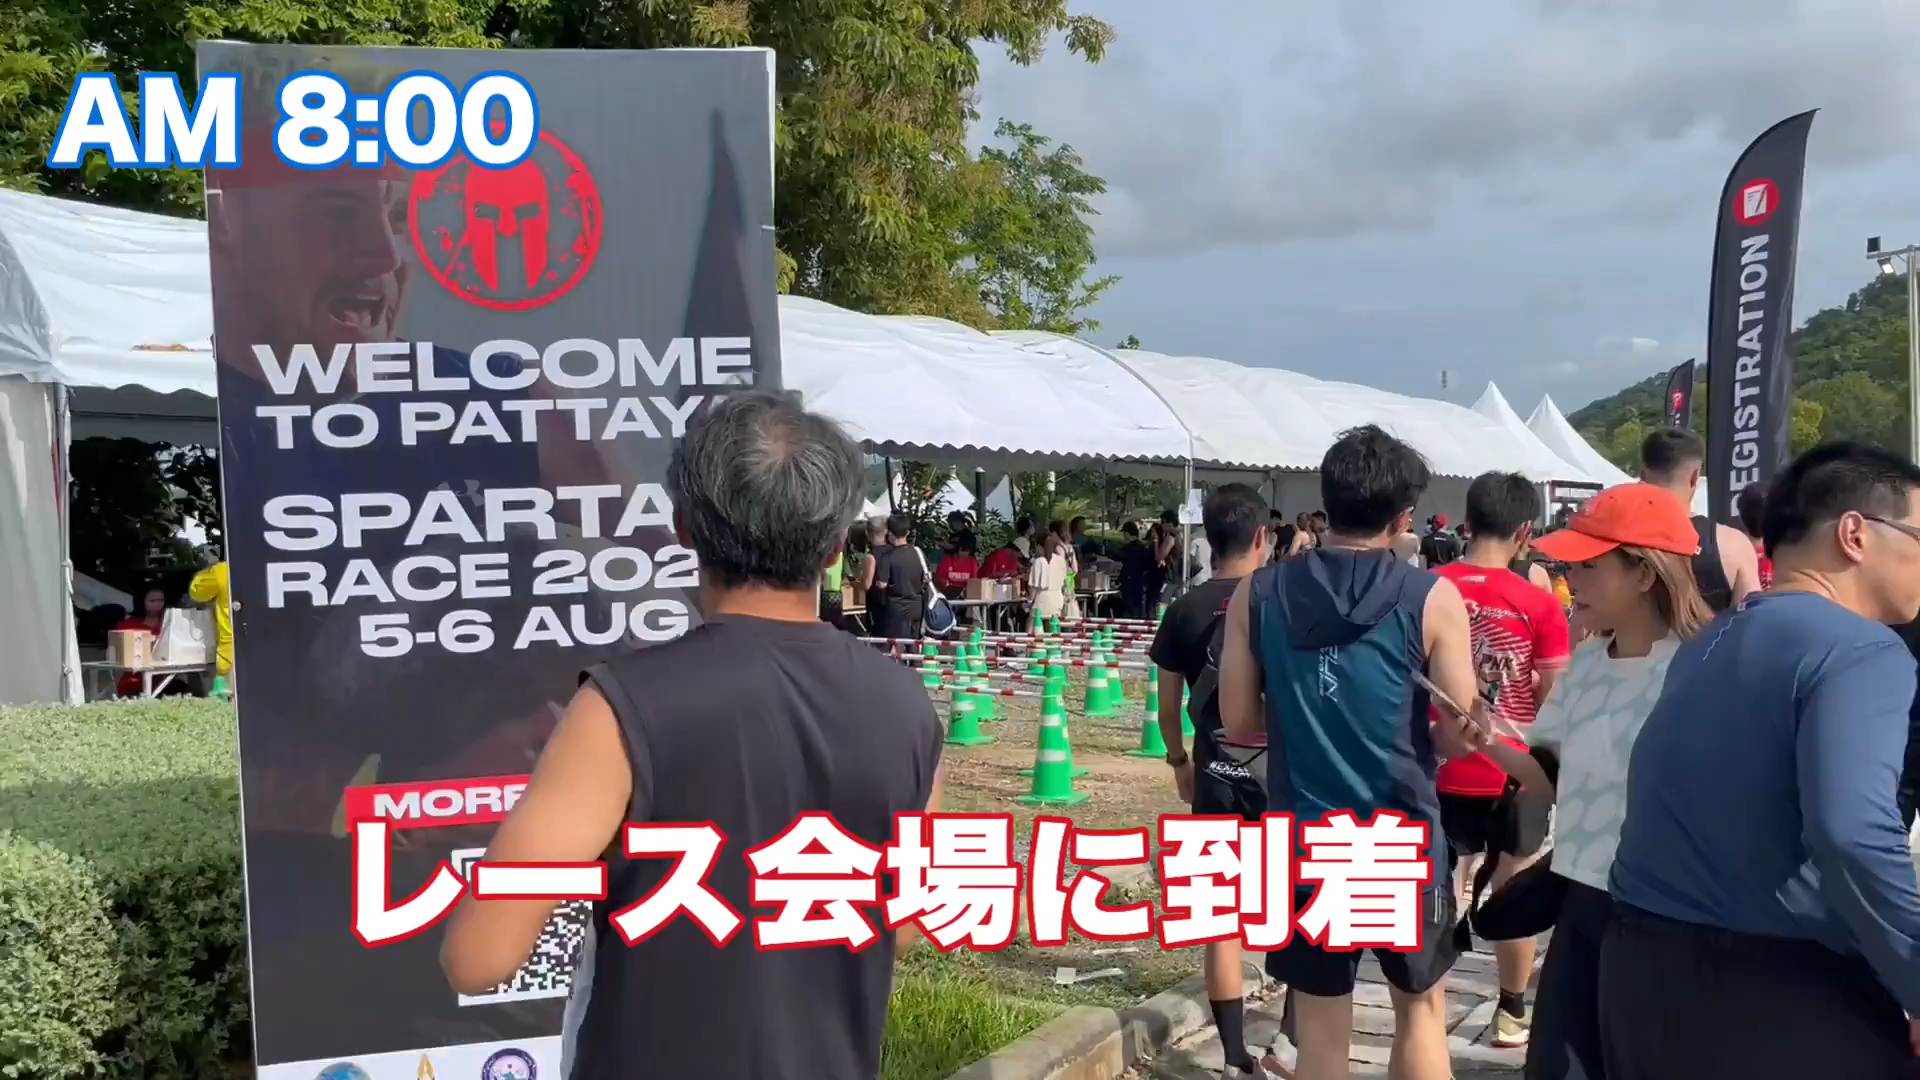 AM 8:00
WELCOME
TO PATTAYA
SPARTA
RACE 202
5-6 AUG
MORE
REGISTRATION
レース会場に到着